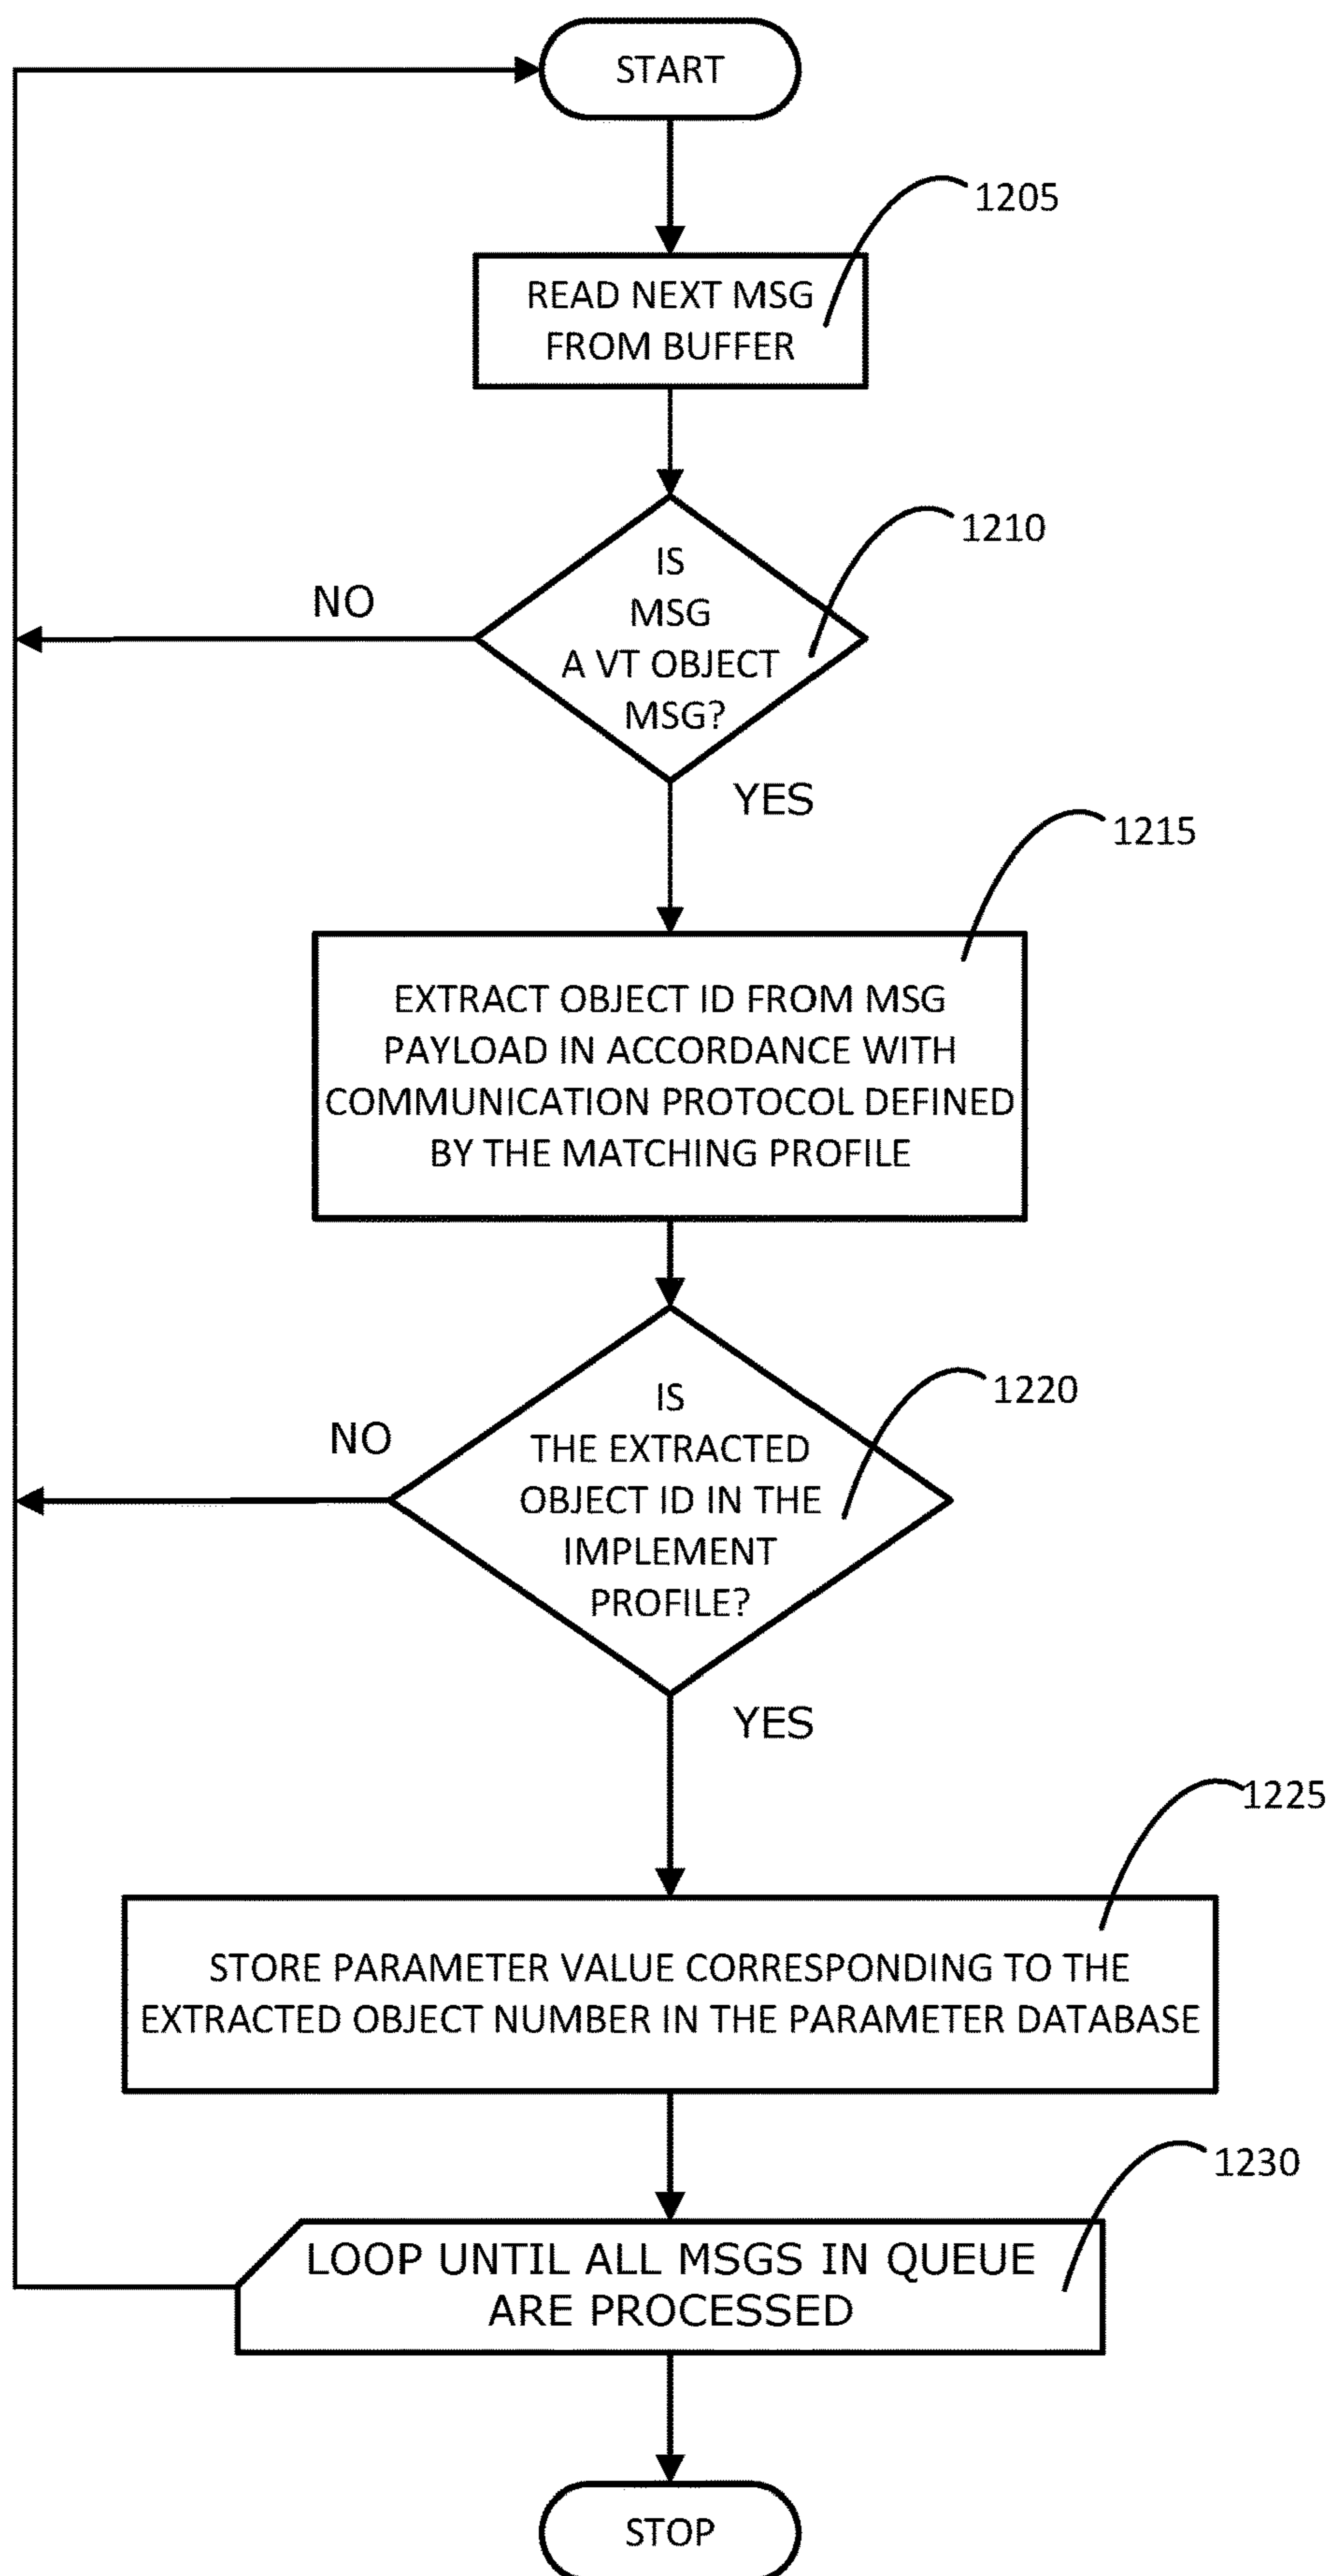 START
1205
READ NEXT MSG
FROM BUFFER
1210
IS
MSG
A VT OBJECT
MSG?
NO
YES
1215
EXTRACT OBJECT ID FROM MSG
PAYLOAD IN ACCORDANCE WITH
COMMUNICATION PROTOCOL DEFINED
BY THE MATCHING PROFILE
1220
IS
THE EXTRACTED
OBJECT ID IN THE
IMPLEMENT
PROFILE?
NO
YES
1225
STORE PARAMETER VALUE CORRESPONDING TO THE
EXTRACTED OBJECT NUMBER IN THE PARAMETER DATABASE
1230
LOOP UNTIL ALL MSGS IN QUEUE
ARE PROCESSED
STOP